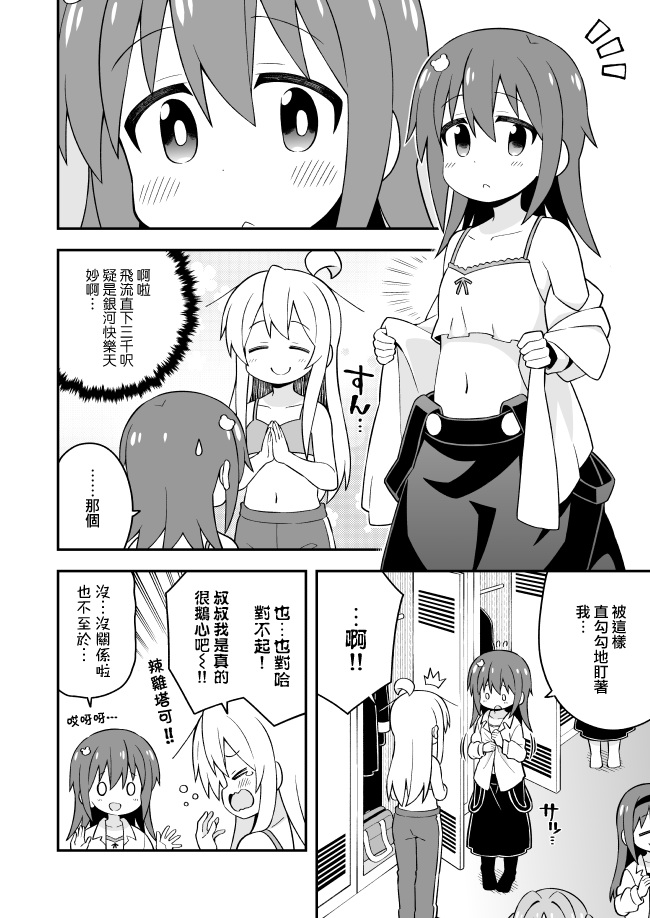 啊啦
飛流直下三千呎
疑是銀河快樂天
妙啊…
すん…
……那個
被這樣
直勾勾地盯著
我…
サッ…
…啊!!
也…也對哈
對不起！
叔叔我是真的
很鵝心吧〜!!
辣雞塔可!!
沒…沒關係啦
也不至於…
哎呀呀…